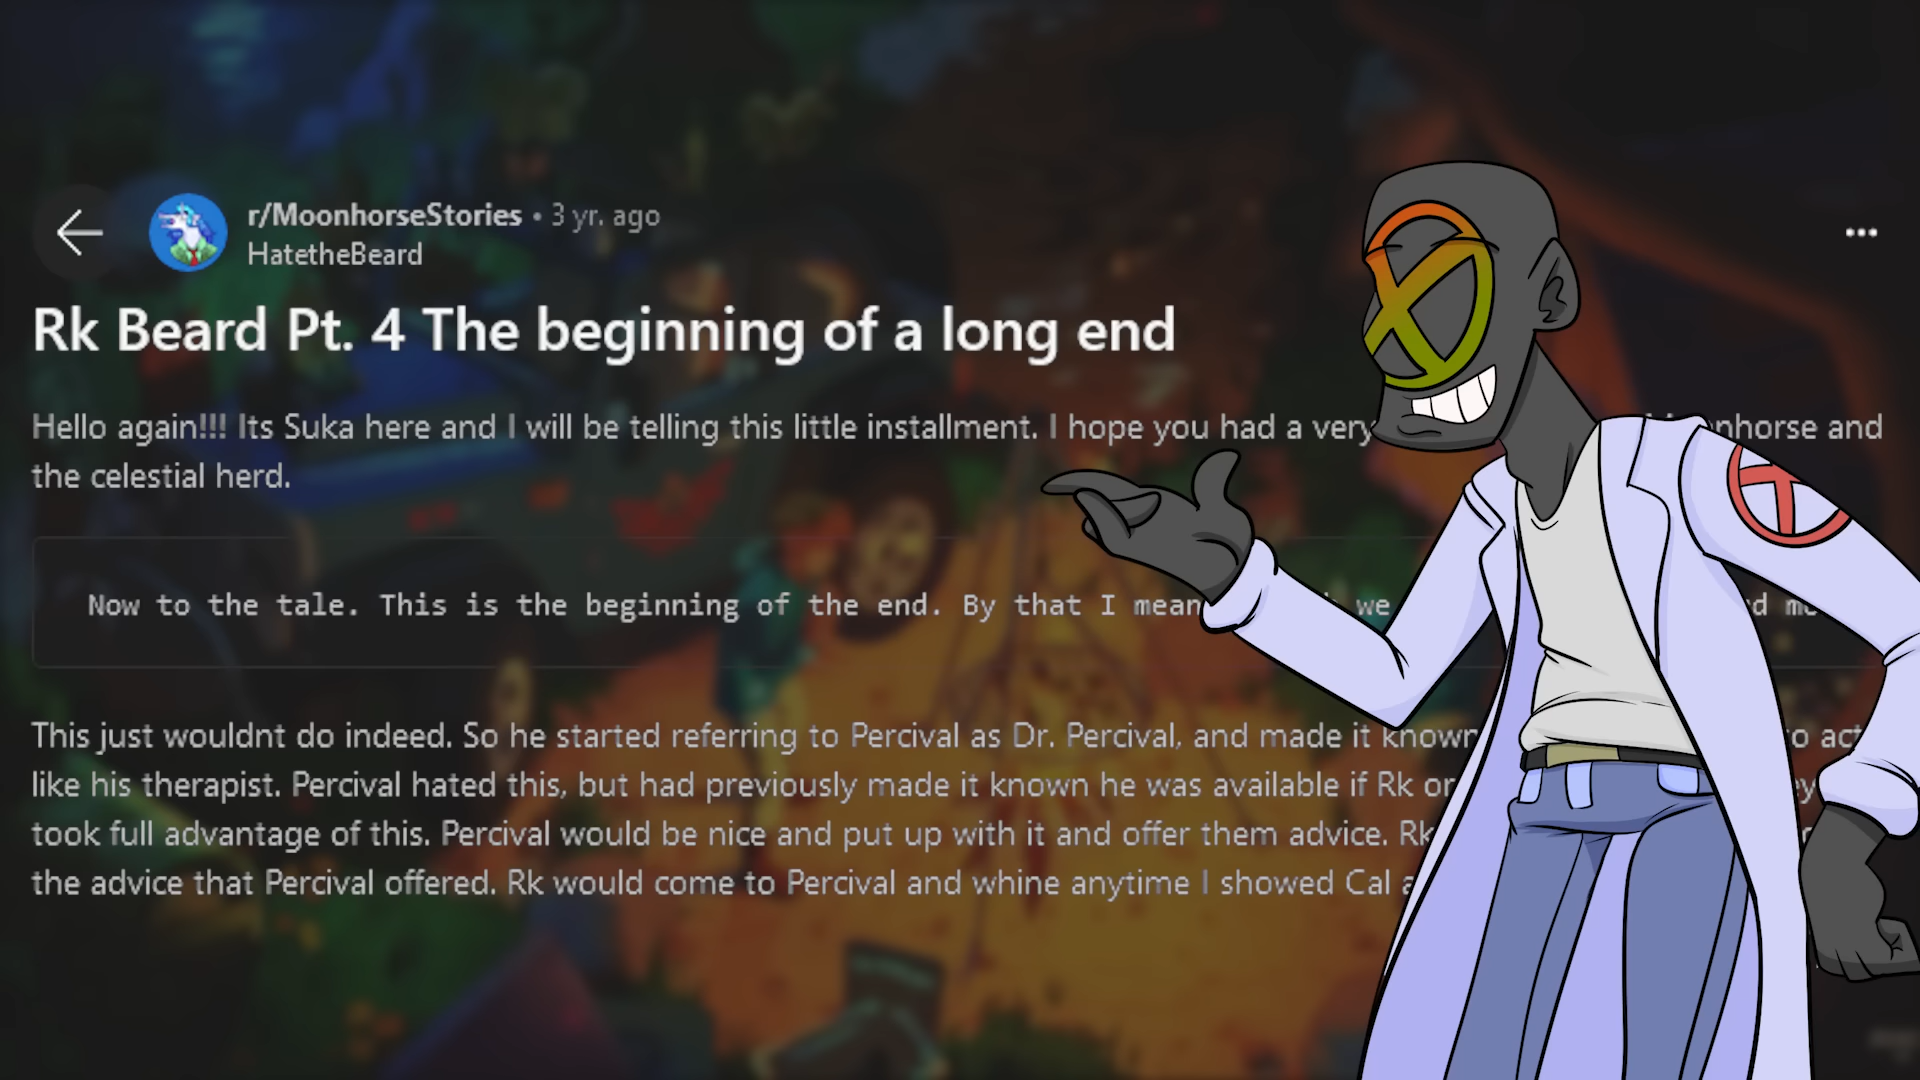 r/MoonhorseStories • 3 yr. ago
HatetheBeard
Rk Beard Pt. 4 The beginning of a long end
Hello again!!! Its Suka here and I will be telling this little installment. I hope you had a very and
the celestial herd.
Now to the tale. This is the beginning of the end. By that I mean we
This just wouldnt do indeed. So he started referring to Percival as Dr. Percival, and made it known to act
like his therapist. Percival hated this, but had previously made it known he was available if Rk or
took full advantage of this. Percival would be nice and put up with it and offer them advice. Rk
the advice that Percival offered. Rk would come to Percival and whine anytime I showed Cal